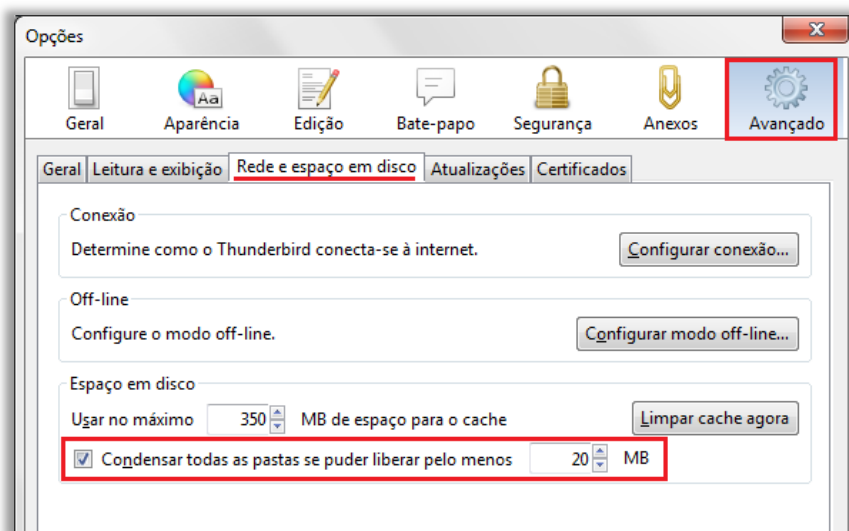 Opções
x
Geral Aparência Edição Bate-papo Segurança Anexos Avançado
Geral Leitura e exibição Rede e espaço em disco Atualizações Certificados
Conexão
Determine como o Thunderbird conecta-se à internet. Configurar conexão...
Off-line
Configure o modo off-line. Configurar modo off-line...
Espaço em disco
Usar no máximo 350 MB de espaço para o cache Limpar cache agora
Condensar todas as pastas se puder liberar pelo menos 20 MB